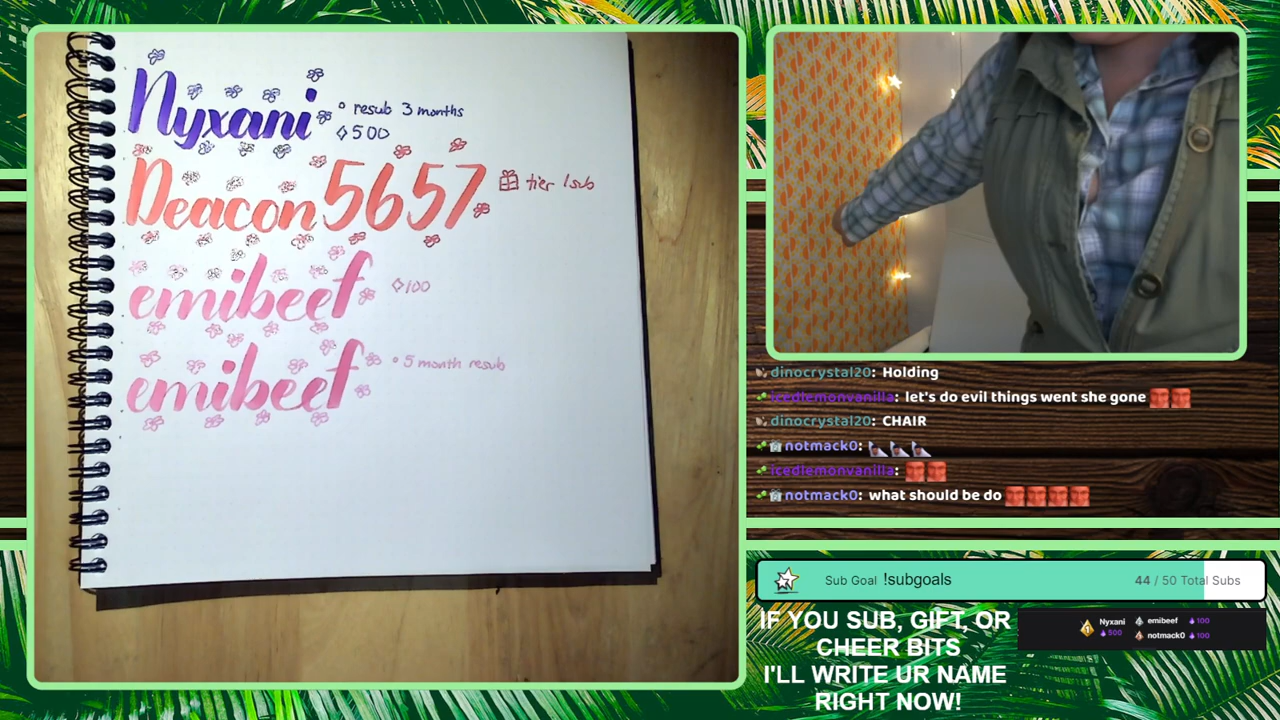 Nyxani
• resub 3 months
◊500
Deacon5657
tier 1 sub
emibeef
◊100
emibeef
• 5 month resub
dinocrystal20: Holding
icedlemonvanilla: let's do evil things went she gone
dinocrystal20: CHAIR
notmack0:
icedlemonvanilla:
notmack0: what should be do
Sub Goal !subgoals
44 / 50 Total Subs
IF YOU SUB, GIFT, OR
CHEER BITS
I'LL WRITE UR NAME
RIGHT NOW!
1
Nyxani
500
emibeef 100
notmack0 100